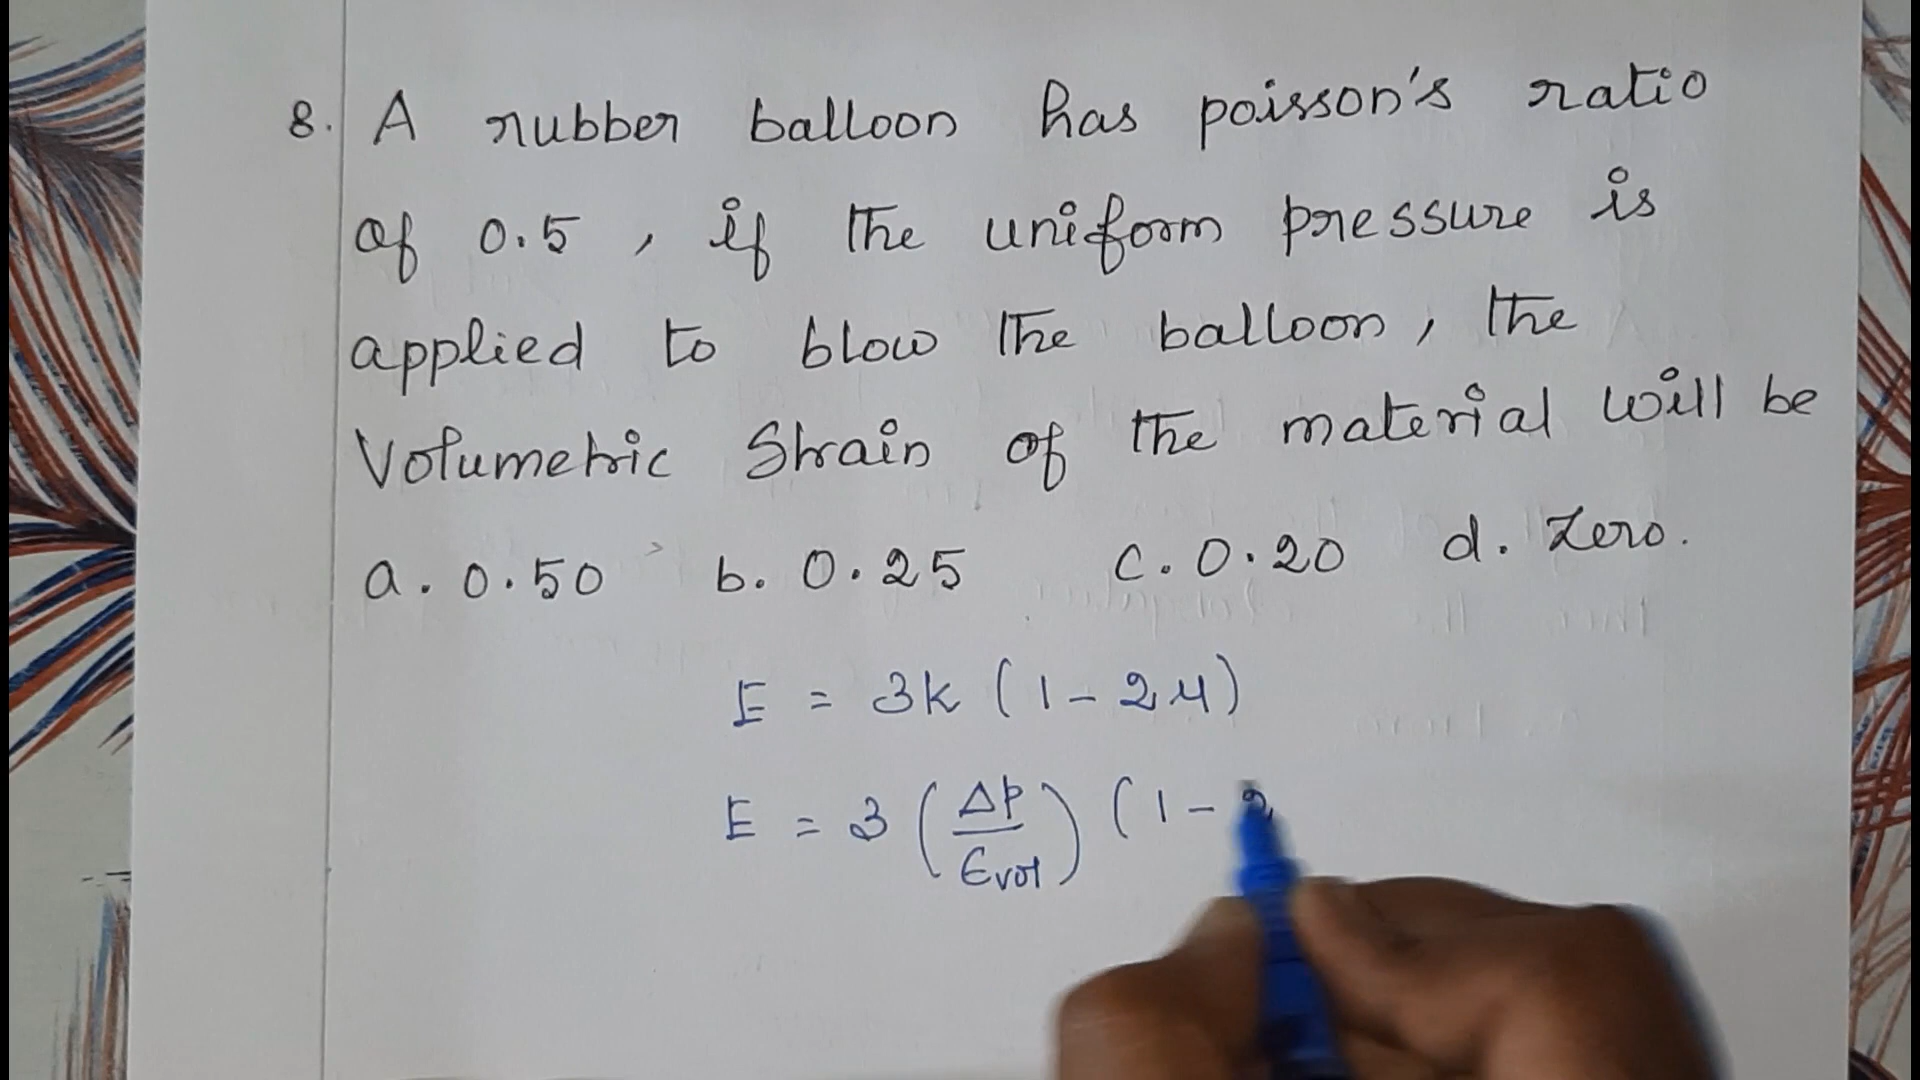 8. A rubber balloon has poisson's ratio
of 0.5, if the uniform pressure is
applied to blow the balloon, the
Volumetric Strain of the material will be
a. 0.50 b. 0.25 c. 0.20 d. Zero.
E = 3k (1 - 2μ)
E = 3 (Δp / Єvol) (1 - 2